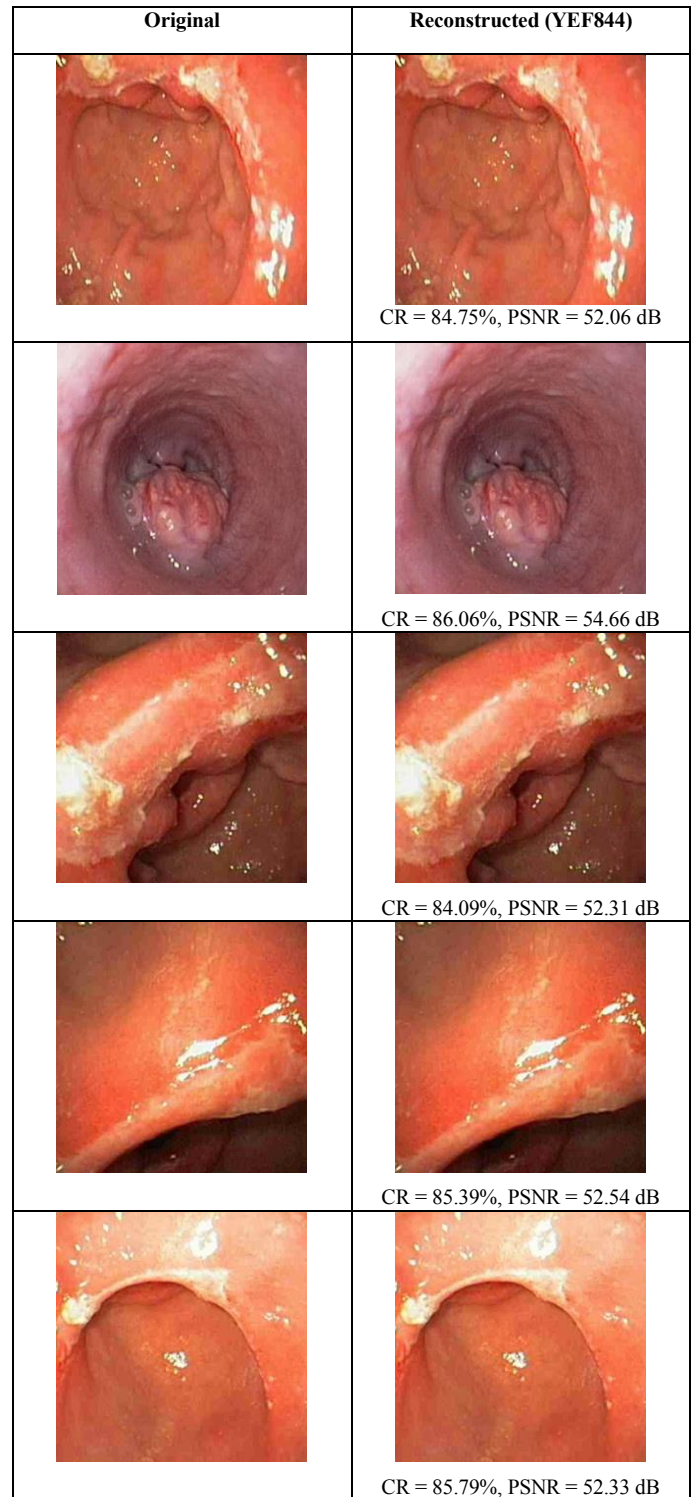 Original
Reconstructed (YEF844)
CR = 84.75%, PSNR = 52.06 dB
CR = 86.06%, PSNR = 54.66 dB
CR = 84.09%, PSNR = 52.31 dB
CR = 85.39%, PSNR = 52.54 dB
CR = 85.79%, PSNR = 52.33 dB